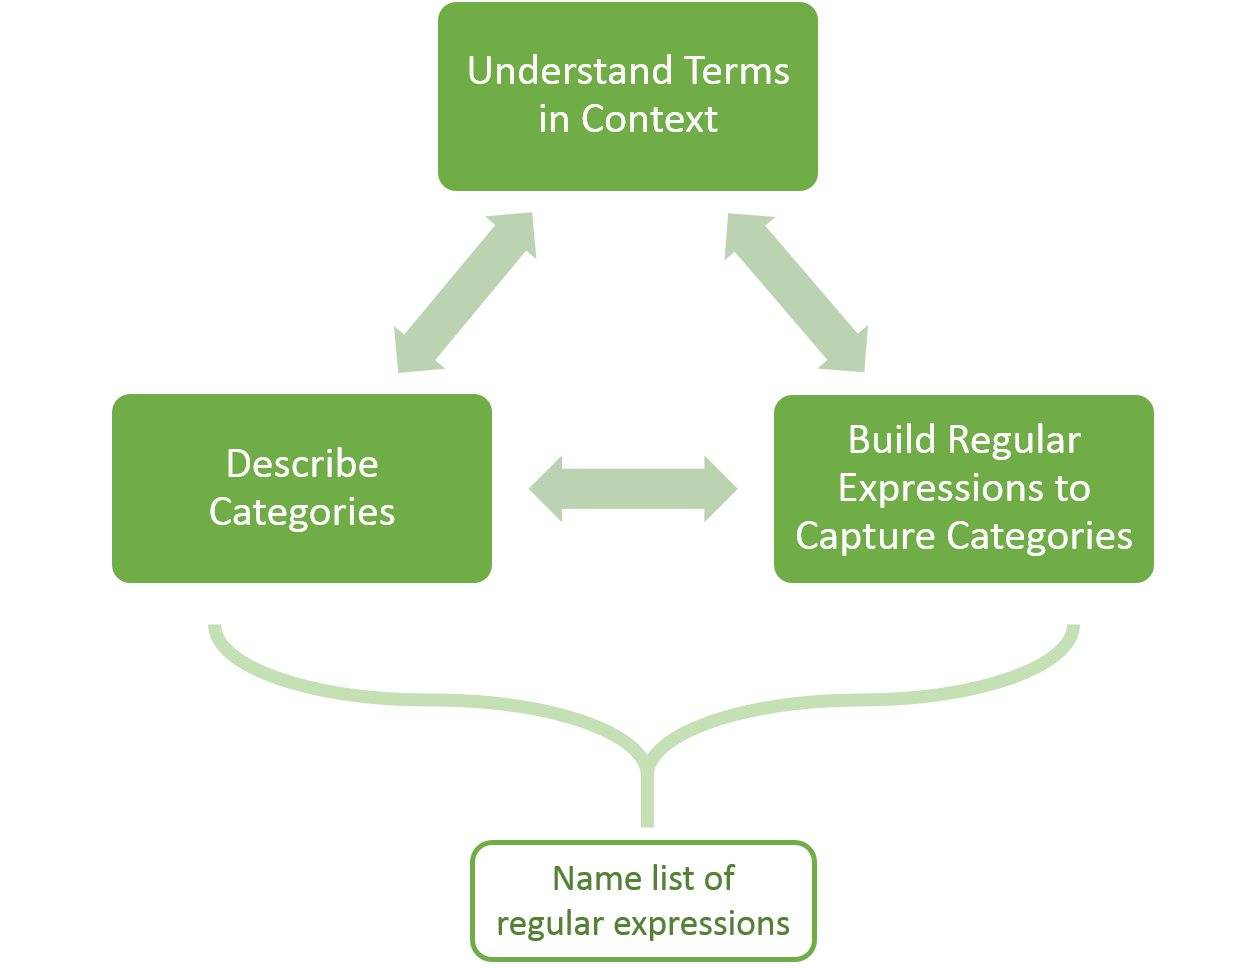 Understand Terms
in Context
Describe
Categories
Build Regular
Expressions to
Capture Categories
Name list of
regular expressions